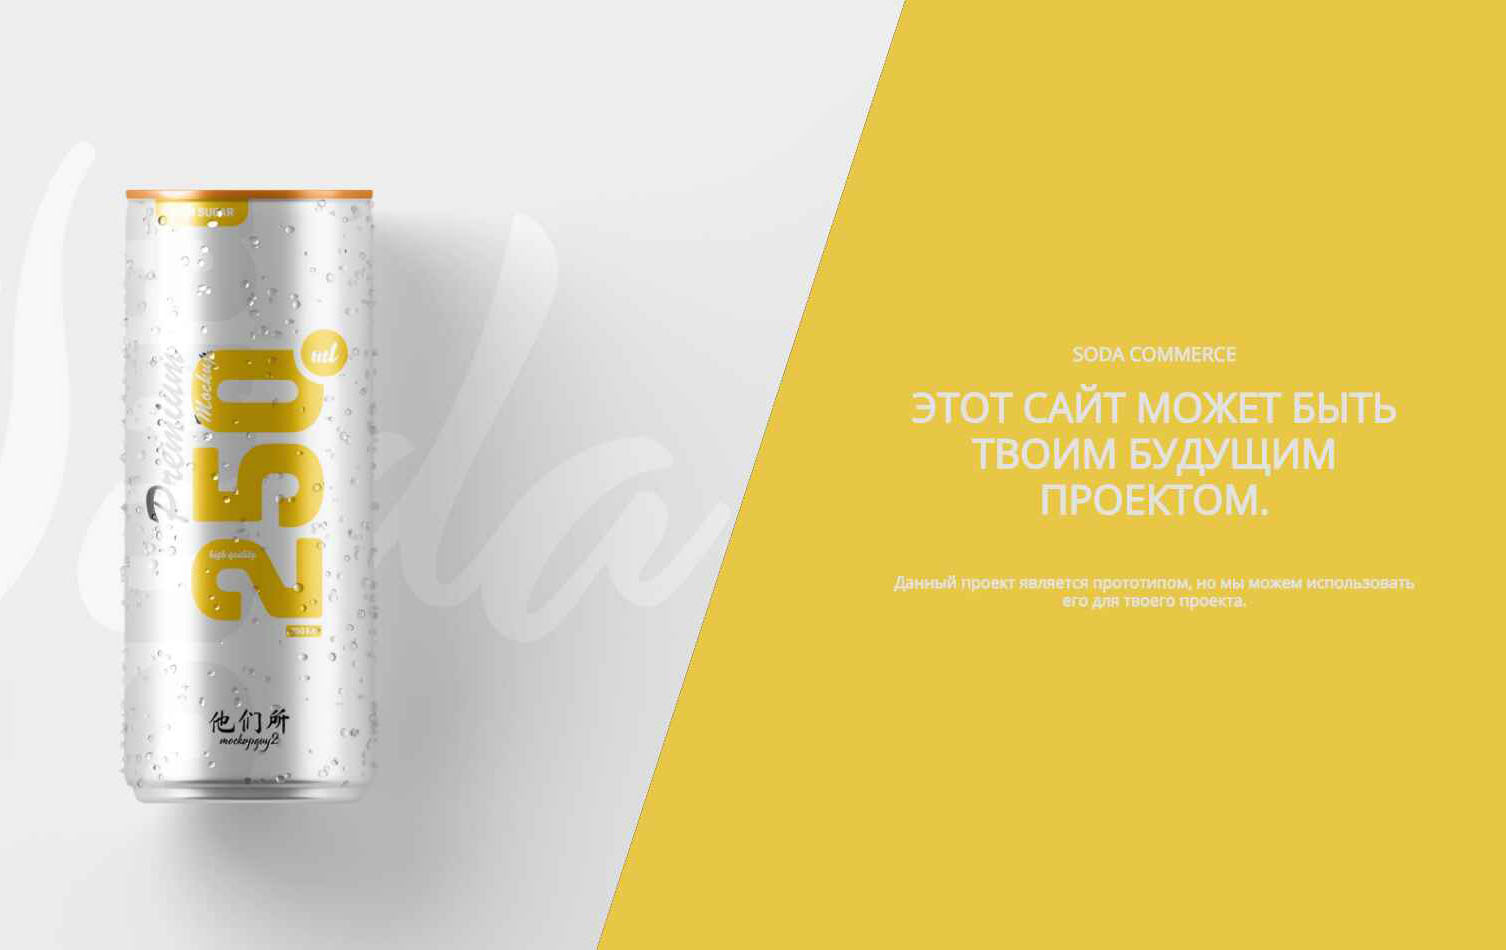 SUGAR
Premium
Mockup
250
ml
high quality
他们所
mockupguy2
Soda
SODA COMMERCE
ЭТОТ САЙТ МОЖЕТ БЫТЬ
ТВОИМ БУДУЩИМ
ПРОЕКТОМ.
Данный проект является прототипом, но мы можем использовать
его для твоего проекта.